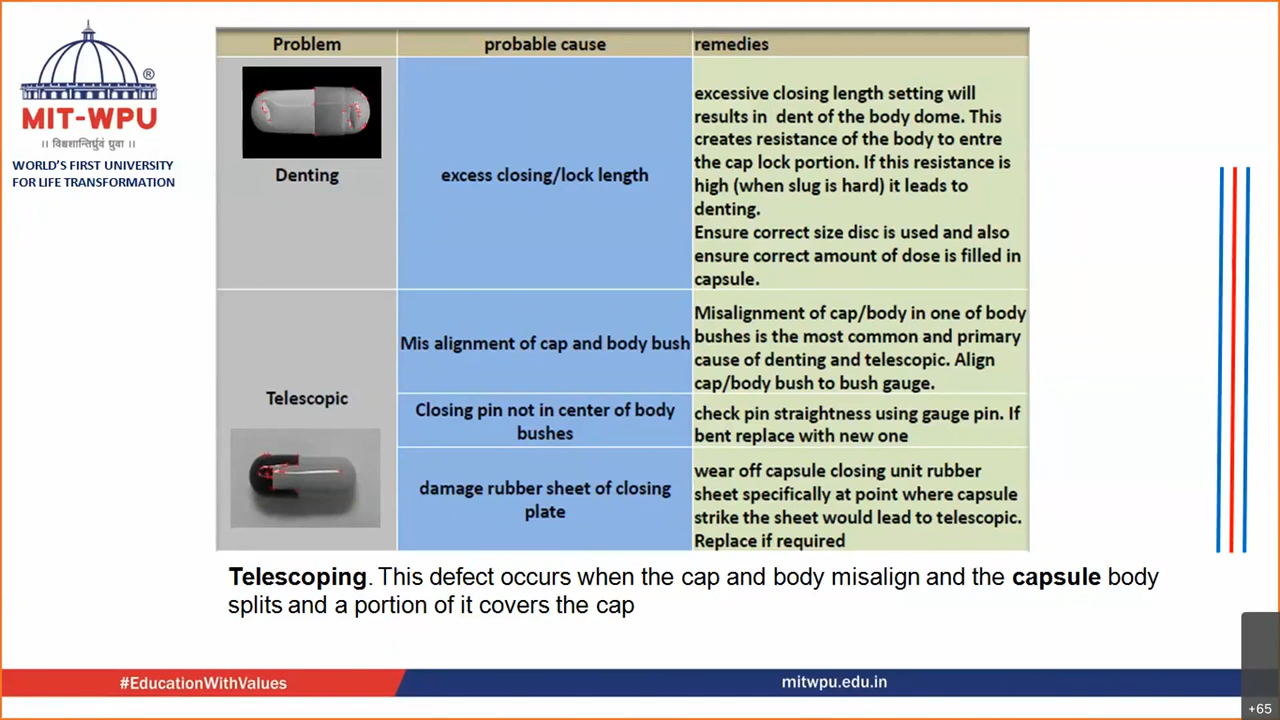 ®
MIT-WPU
|| विश्वशान्तिर्ध्रुवं ध्रुवा ||
WORLD'S FIRST UNIVERSITY
FOR LIFE TRANSFORMATION
Problem
probable cause
remedies
Denting
excess closing/lock length
excessive closing length setting will
results in dent of the body dome. This
creates resistance of the body to entre
the cap lock portion. If this resistance is
high (when slug is hard) it leads to
denting.
Ensure correct size disc is used and also
ensure correct amount of dose is filled in
capsule.
Telescopic
Mis alignment of cap and body bush
Misalignment of cap/body in one of body
bushes is the most common and primary
cause of denting and telescopic. Align
cap/body bush to bush gauge.
Closing pin not in center of body
bushes
check pin straightness using gauge pin. If
bent replace with new one
damage rubber sheet of closing
plate
wear off capsule closing unit rubber
sheet specifically at point where capsule
strike the sheet would lead to telescopic.
Replace if required
Telescoping. This defect occurs when the cap and body misalign and the capsule body
splits and a portion of it covers the cap
#EducationWithValues
mitwpu.edu.in
+65